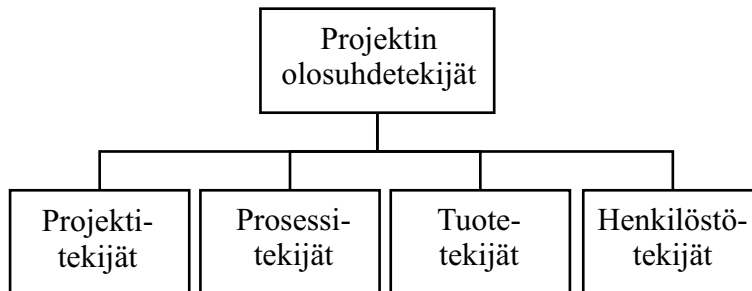 Projektin
olosuhdetekijät
Projekti-
tekijät
Prosessi-
tekijät
Tuote-
tekijät
Henkilöstö-
tekijät